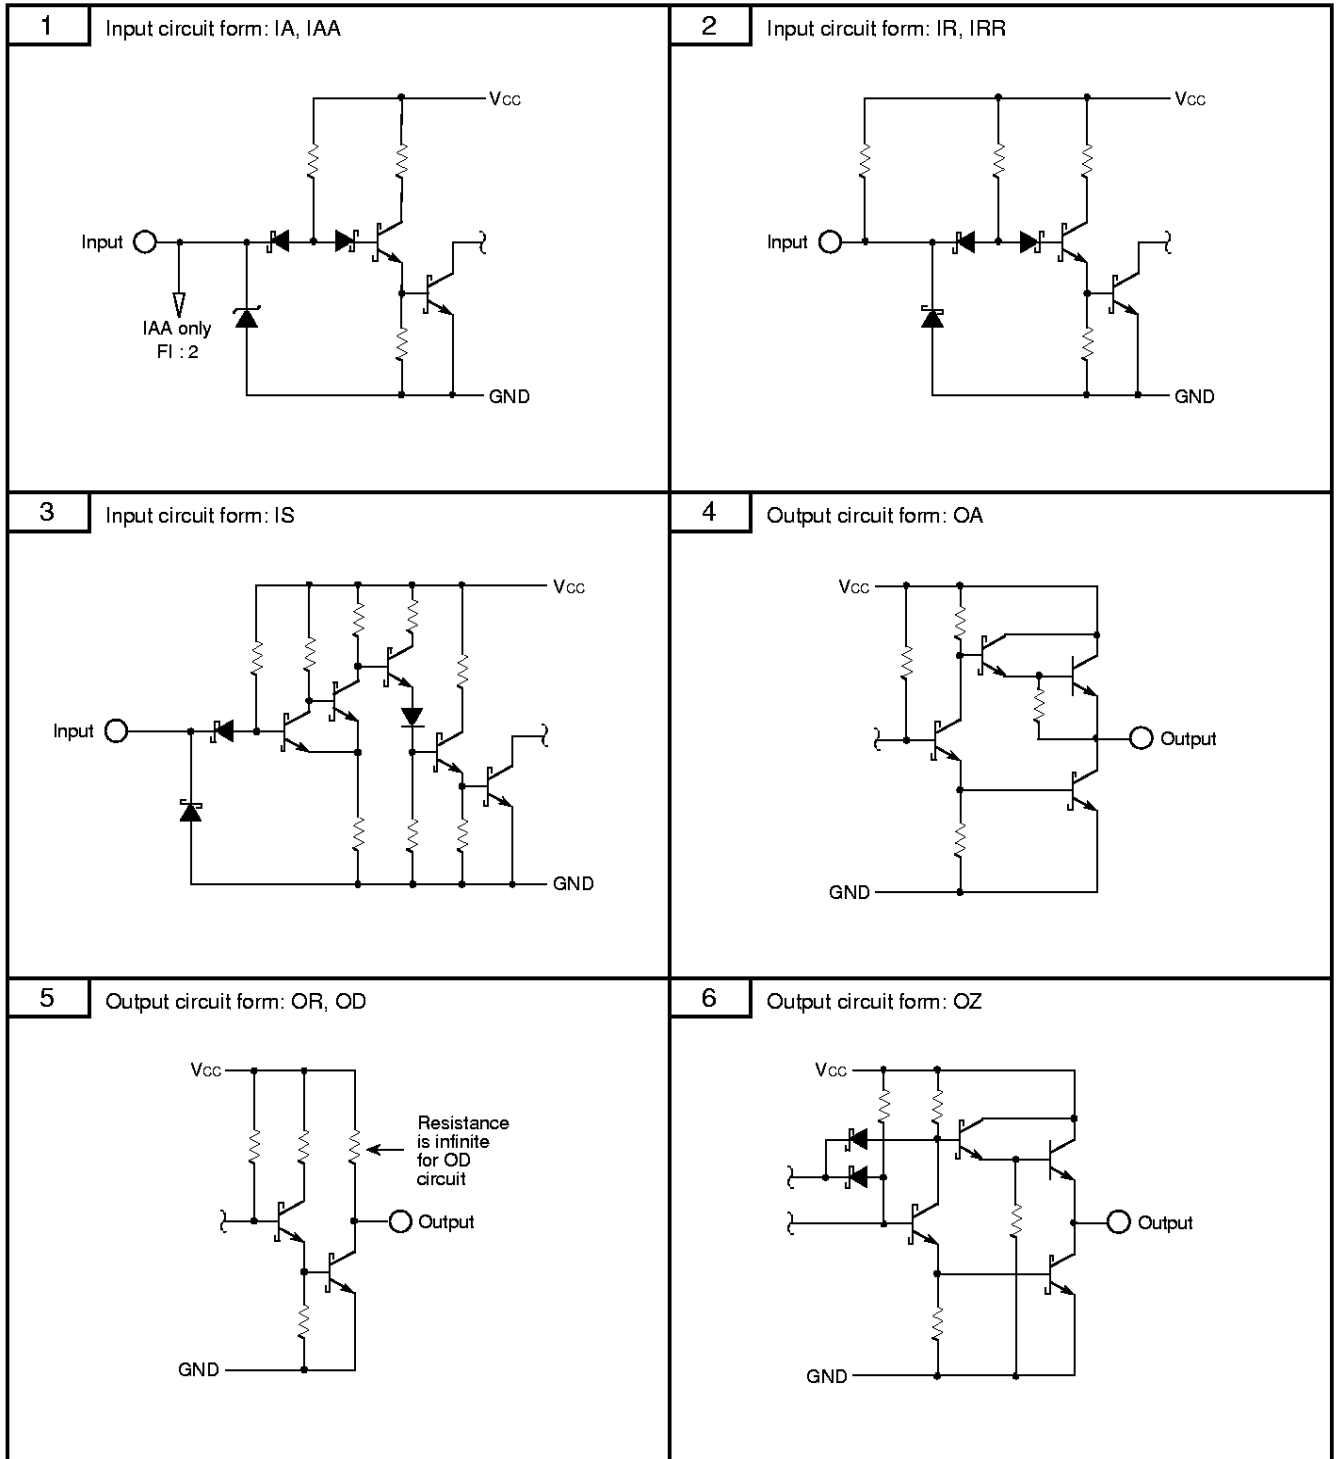 1
Input circuit form: IA, IAA
VCC
Input
IAA only
FI : 2
GND
2
Input circuit form: IR, IRR
VCC
Input
GND
3
Input circuit form: IS
VCC
Input
GND
4
Output circuit form: OA
VCC
Output
GND
5
Output circuit form: OR, OD
VCC
Resistance
is infinite
for OD
circuit
Output
GND
6
Output circuit form: OZ
VCC
Output
GND